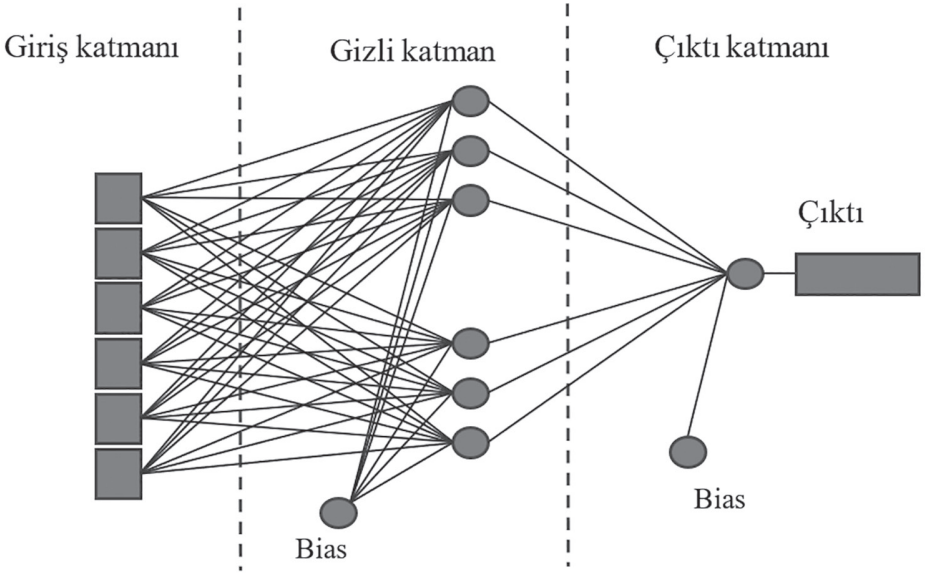 Giriş katmanı
Gizli katman
Çıktı katmanı
Çıktı
Bias
Bias